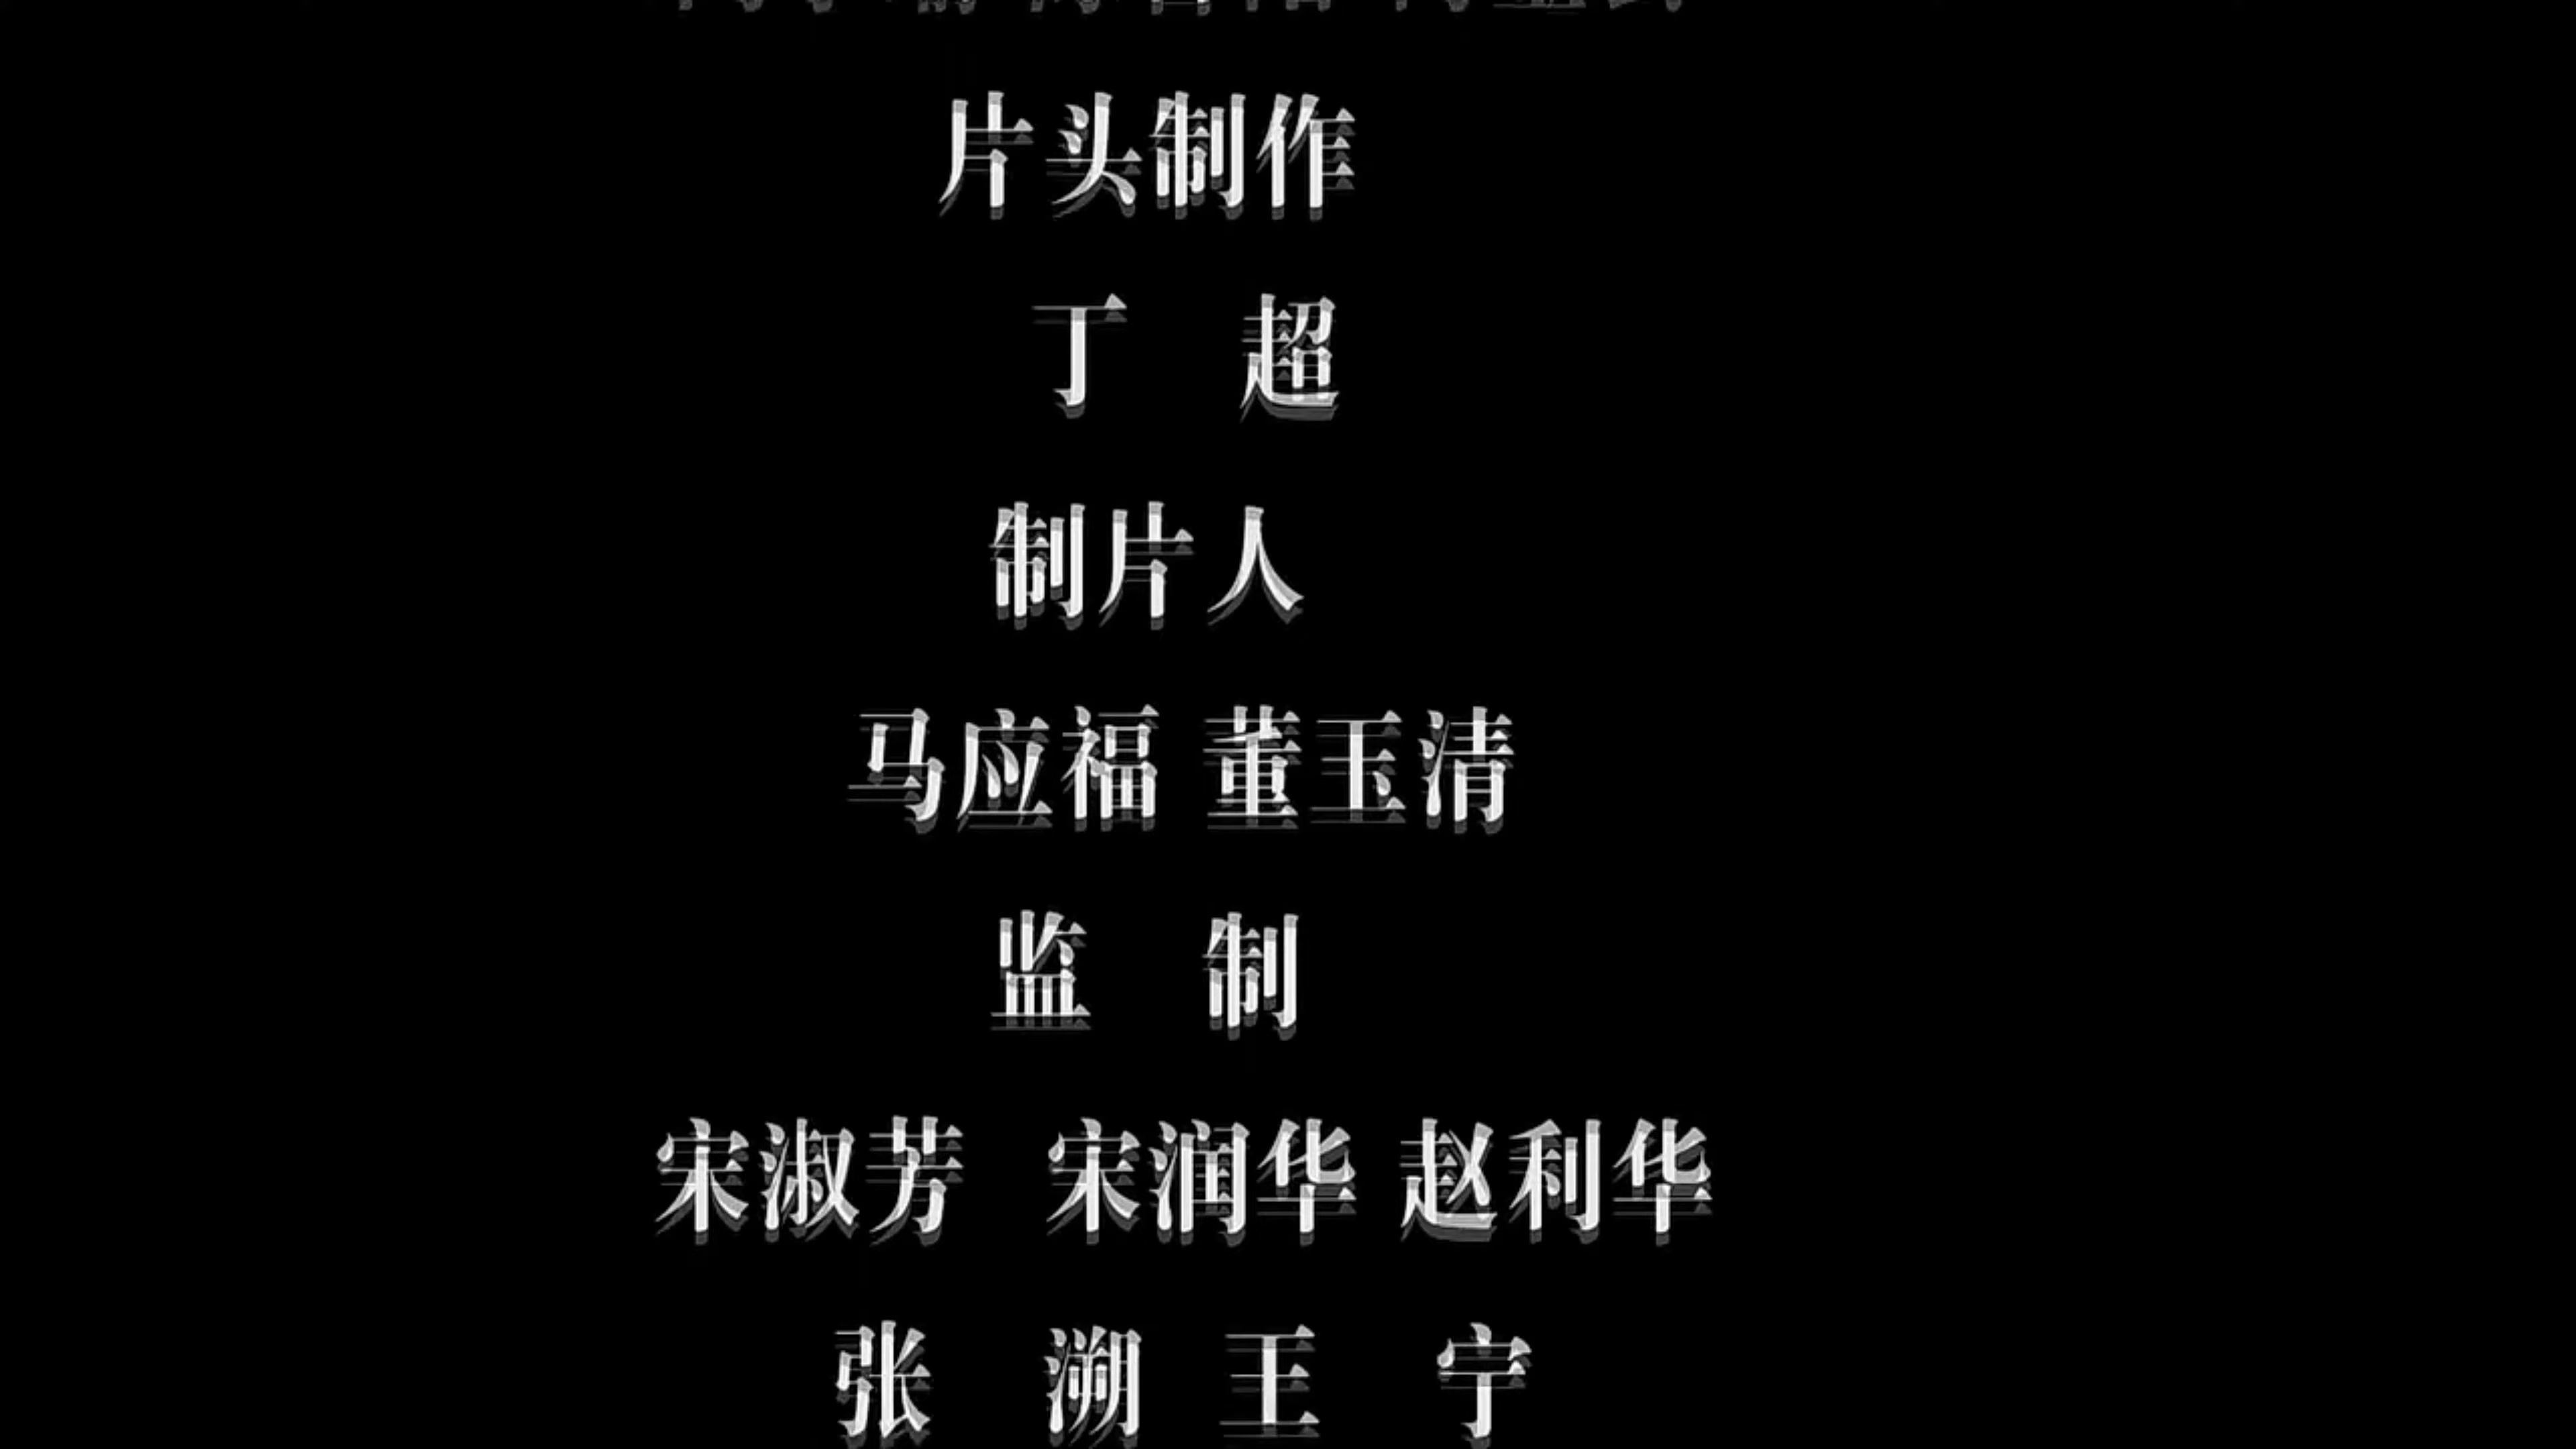 片头制作
丁 超
制片人
马应福 董玉清
监 制
宋淑芳 宋润华 赵利华
张 溯 王 宁